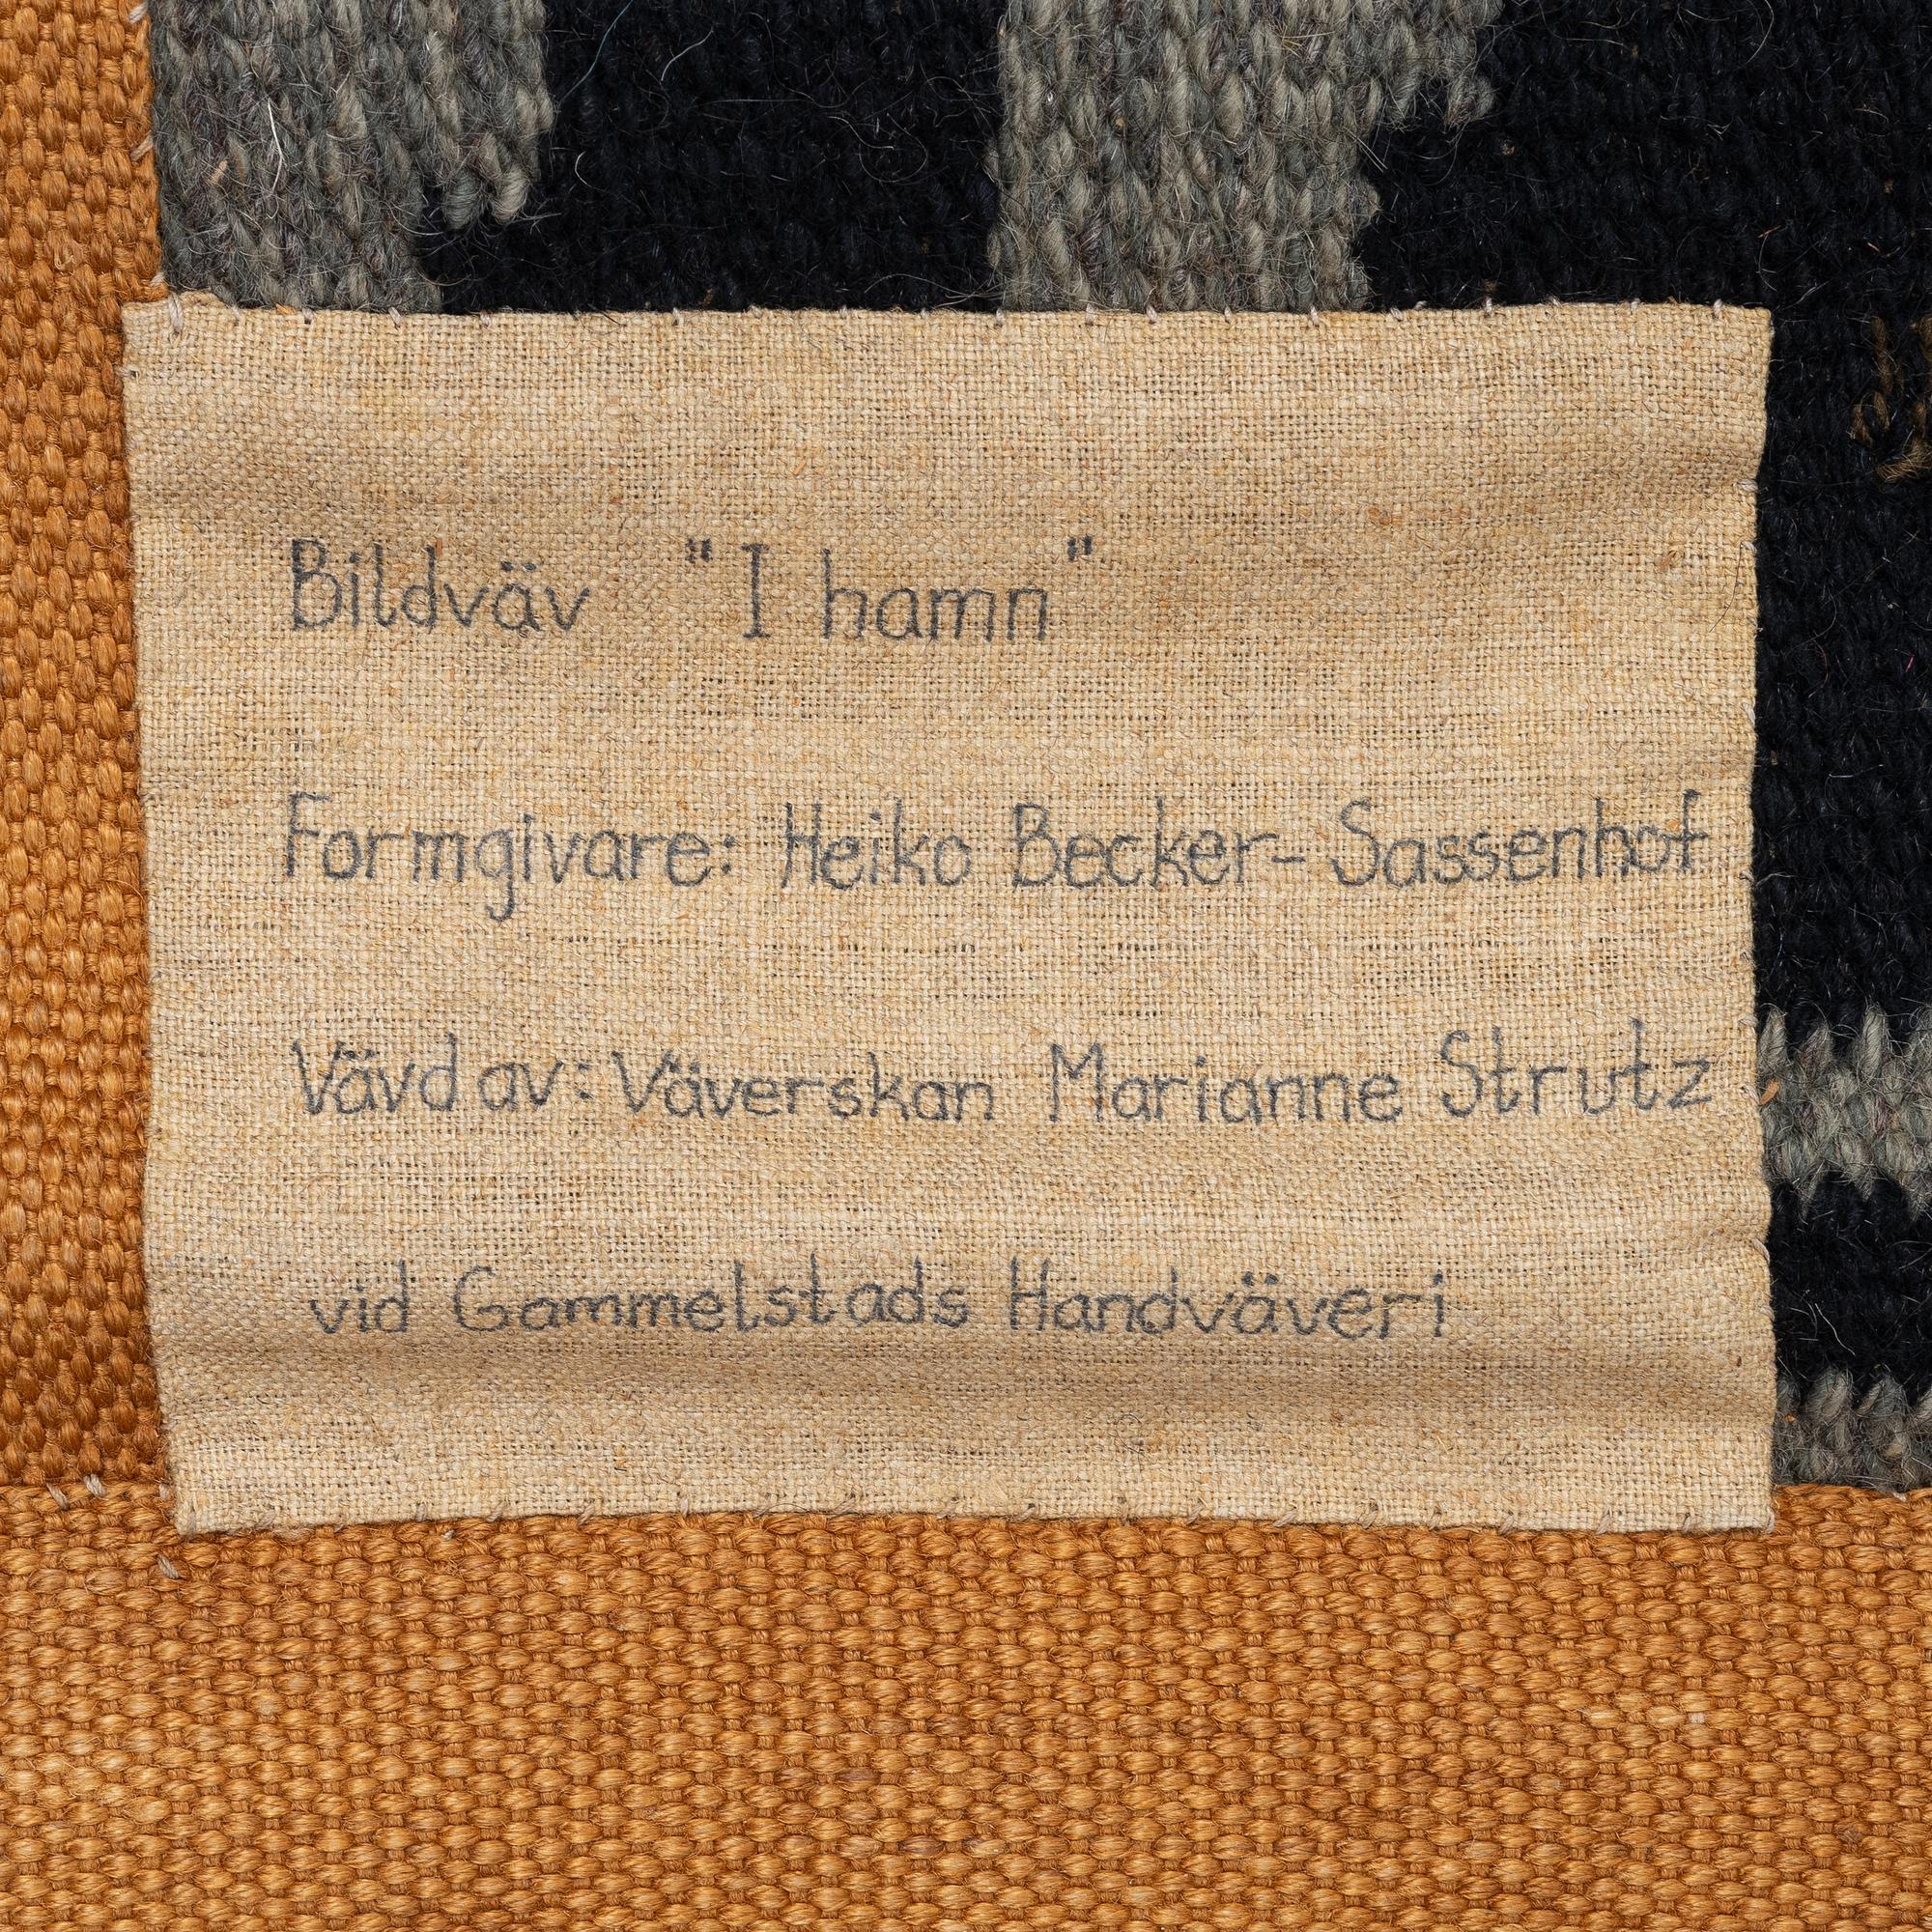 Bildväv "I hamn"
Formgivare: Heiko Becker-Sassenhof
Vävd av: Väverskan Marianne Strutz
vid Gammelstads Handväveri